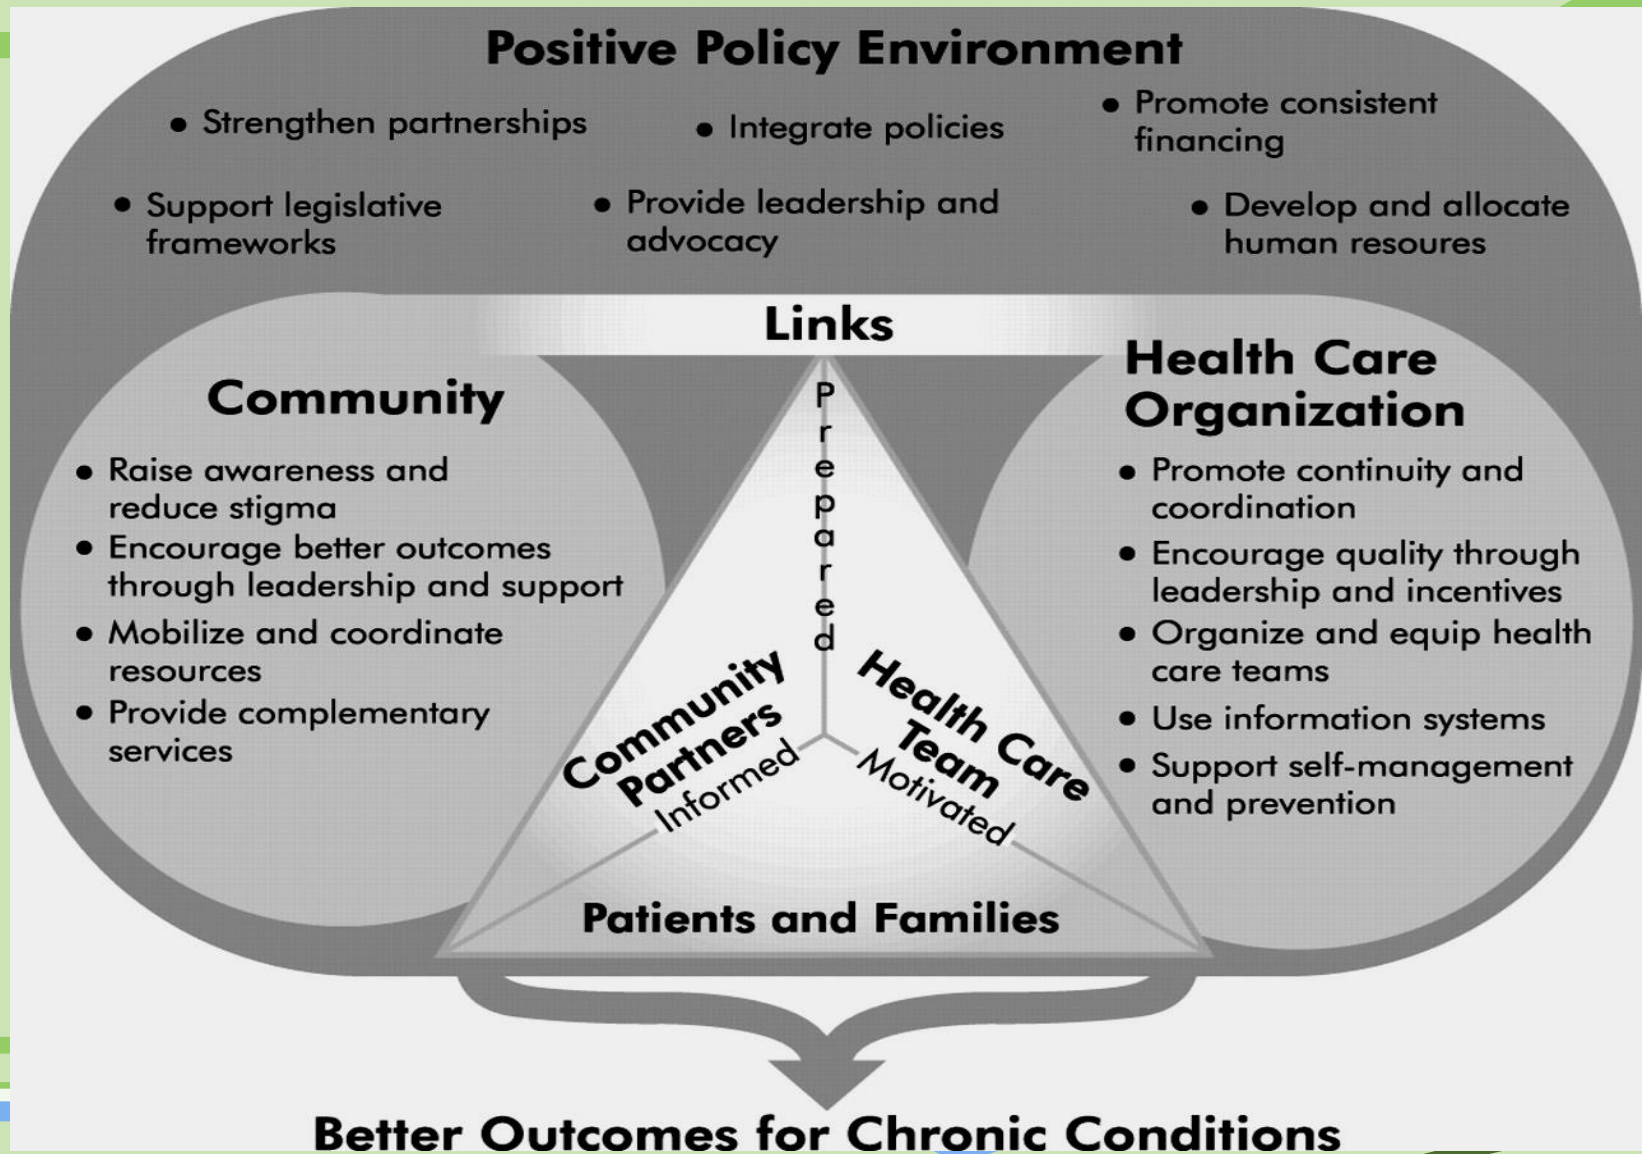 Positive Policy Environment
• Strengthen partnerships
• Integrate policies
• Promote consistent
financing
• Support legislative
frameworks
• Provide leadership and
advocacy
• Develop and allocate
human resoures
Links
Community
• Raise awareness and
reduce stigma
• Encourage better outcomes
through leadership and support
• Mobilize and coordinate
resources
• Provide complementary
services
Prepared
Community
Partners
Informed
Health Care
Team
Motivated
Patients and Families
Health Care
Organization
• Promote continuity and
coordination
• Encourage quality through
leadership and incentives
• Organize and equip health
care teams
• Use information systems
• Support self-management
and prevention
Better Outcomes for Chronic Conditions